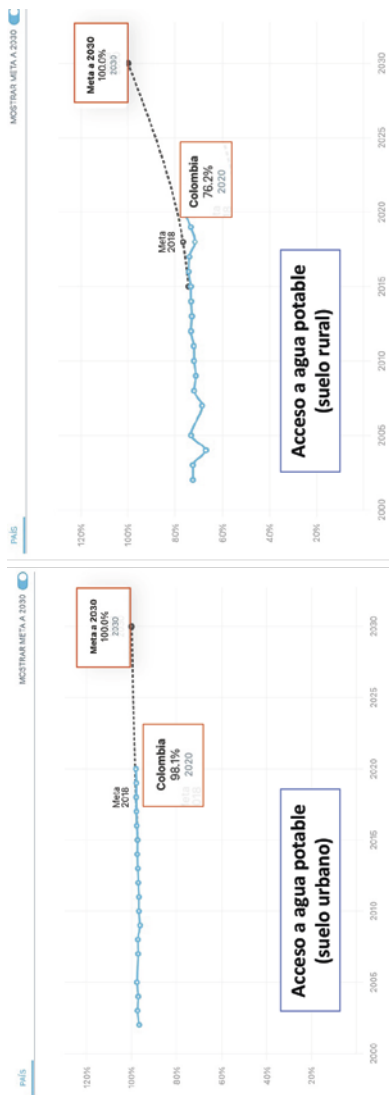 PAÍS
MOSTRAR META A 2030
120%
100%
80%
60%
40%
20%
Meta
2018
Meta a 2030
100.0%
2030
Colombia
98.1%
2020
Acceso a agua potable
(suelo urbano)
2000
2005
2010
2015
2020
2025
2030
PAÍS
MOSTRAR META A 2030
120%
100%
80%
60%
40%
20%
Meta
2018
Meta a 2030
100.0%
2030
Colombia
76.2%
2020
Acceso a agua potable
(suelo rural)
2000
2005
2010
2015
2020
2025
2030